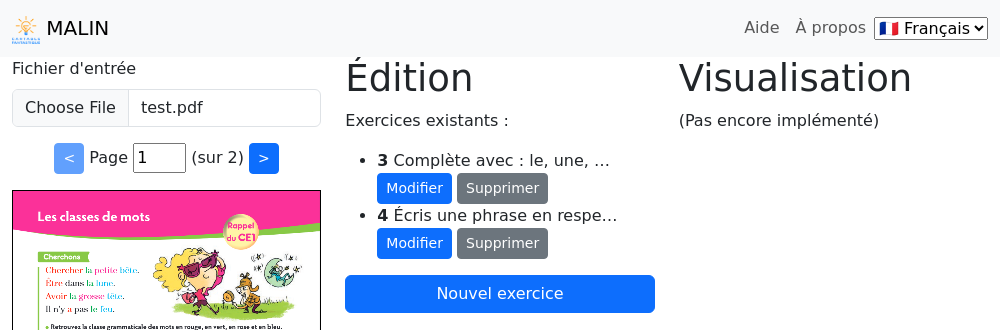 MALIN
Aide À propos 🇫🇷 Français
Fichier d'entrée
Choose File test.pdf
< Page 1 (sur 2) >
Les classes de mots
Rappel
du CE1
Cherchons
Chercher la petite bête.
Être dans la lune.
Avoir la grosse tête.
Il n'y a pas le feu.
• Retrouvez la classe grammaticale des mots en rouge, en vert, en rose et en bleu.
Édition
Exercices existants :
• 3 Complète avec : le, une, …
Modifier Supprimer
• 4 Écris une phrase en respe…
Modifier Supprimer
Nouvel exercice
Visualisation
(Pas encore implémenté)